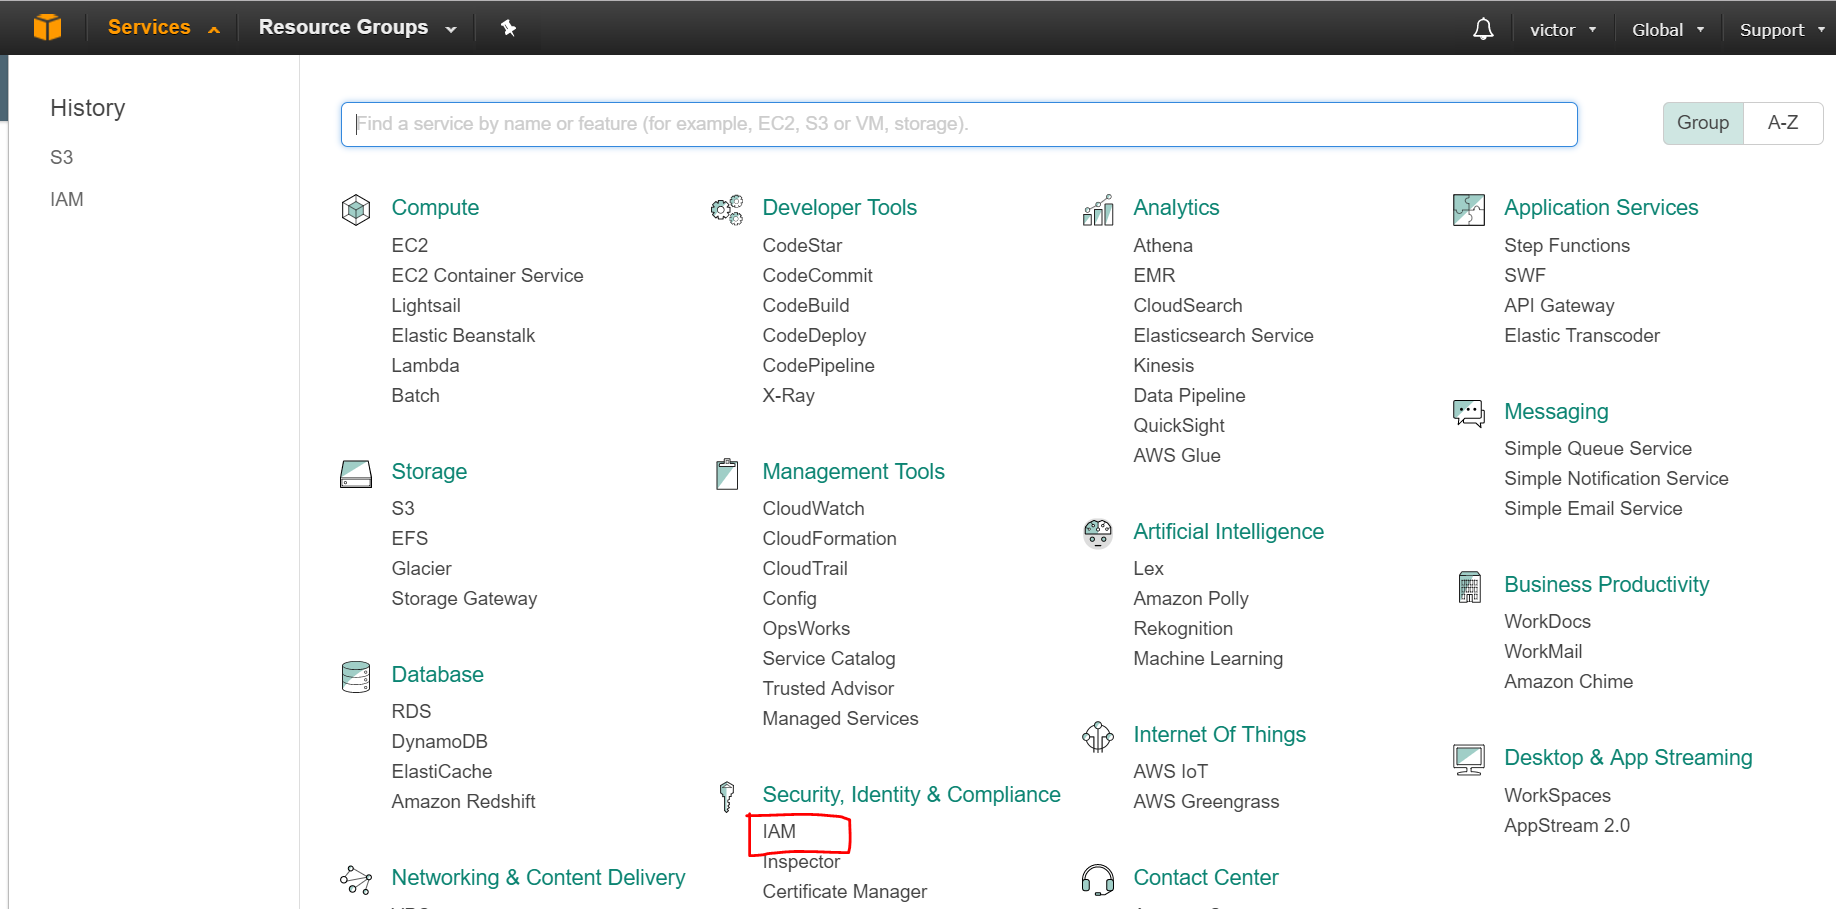 Services
Resource Groups
victor
Global
Support
History
S3
IAM
Find a service by name or feature (for example, EC2, S3 or VM, storage).
Group
A-Z
Compute
EC2
EC2 Container Service
Lightsail
Elastic Beanstalk
Lambda
Batch
Storage
S3
EFS
Glacier
Storage Gateway
Database
RDS
DynamoDB
ElastiCache
Amazon Redshift
Networking & Content Delivery
Developer Tools
CodeStar
CodeCommit
CodeBuild
CodeDeploy
CodePipeline
X-Ray
Management Tools
CloudWatch
CloudFormation
CloudTrail
Config
OpsWorks
Service Catalog
Trusted Advisor
Managed Services
Security, Identity & Compliance
IAM
Inspector
Certificate Manager
Analytics
Athena
EMR
CloudSearch
Elasticsearch Service
Kinesis
Data Pipeline
QuickSight
AWS Glue
Artificial Intelligence
Lex
Amazon Polly
Rekognition
Machine Learning
Internet Of Things
AWS IoT
AWS Greengrass
Contact Center
Application Services
Step Functions
SWF
API Gateway
Elastic Transcoder
Messaging
Simple Queue Service
Simple Notification Service
Simple Email Service
Business Productivity
WorkDocs
WorkMail
Amazon Chime
Desktop & App Streaming
WorkSpaces
AppStream 2.0